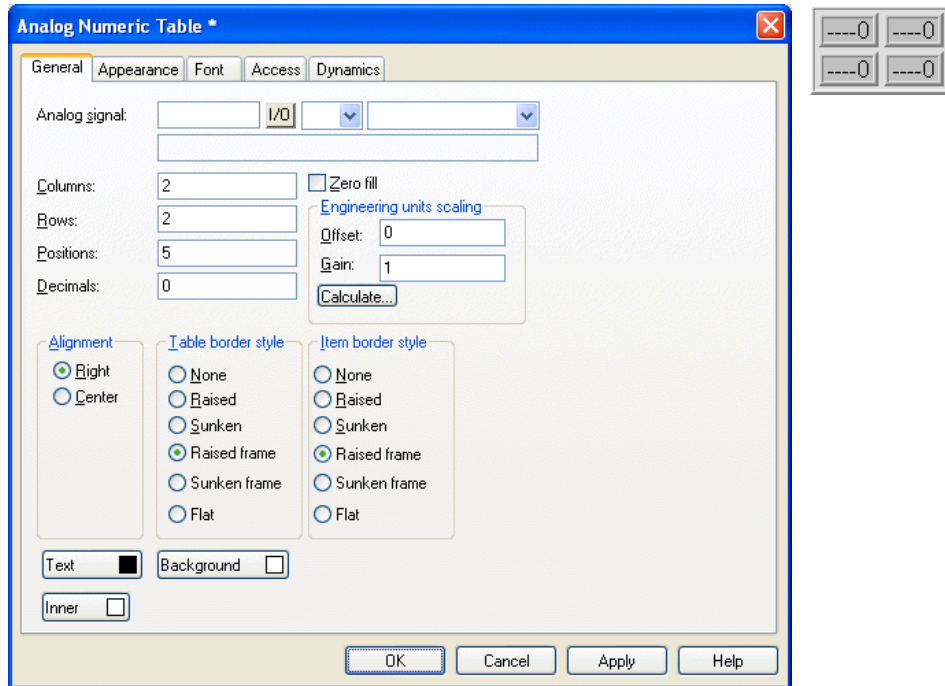 Analog Numeric Table *
General Appearance Font Access Dynamics
Analog signal: I/O
Columns: 2
Zero fill
Rows: 2
Engineering units scaling
Offset: 0
Positions: 5
Gain: 1
Decimals: 0
Calculate...
Alignment
Right
Center
Table border style
None
Raised
Sunken
Raised frame
Sunken frame
Flat
Item border style
None
Raised
Sunken
Raised frame
Sunken frame
Flat
Text
Background
Inner
OK Cancel Apply Help
----0 ----0
----0 ----0